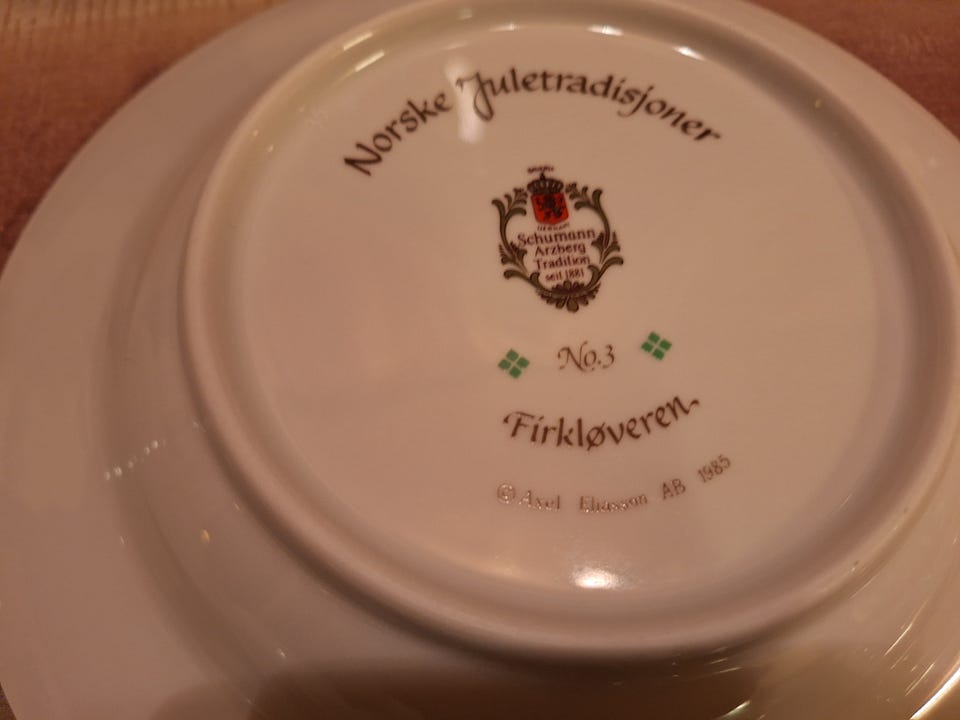 Norske Juletradisjoner
Schumann
Arzberg
Tradition
seit 1881
No.3
Firkløveren
© Axel Eliasson AB 1985